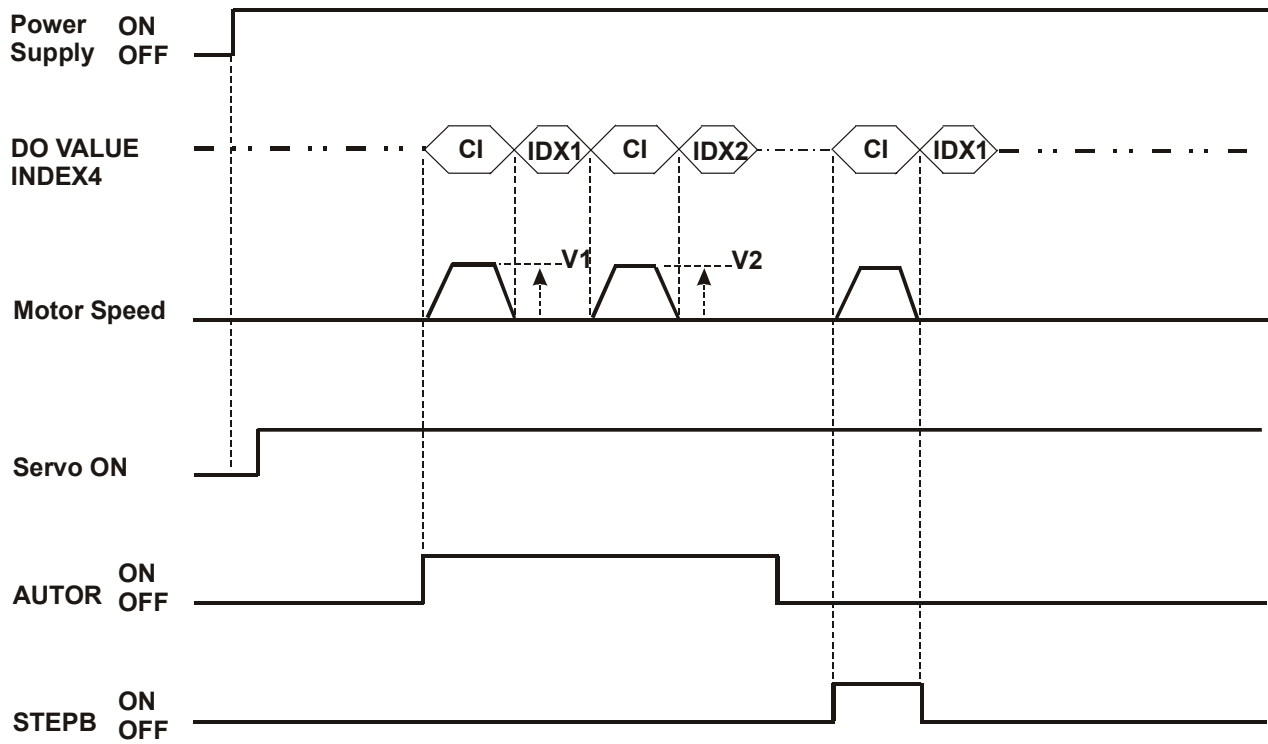 Power ON
Supply OFF
DO VALUE
INDEX4
CI IDX1 CI IDX2 CI IDX1
V1 V2
Motor Speed
Servo ON
ON
AUTOR OFF
ON
STEPB OFF